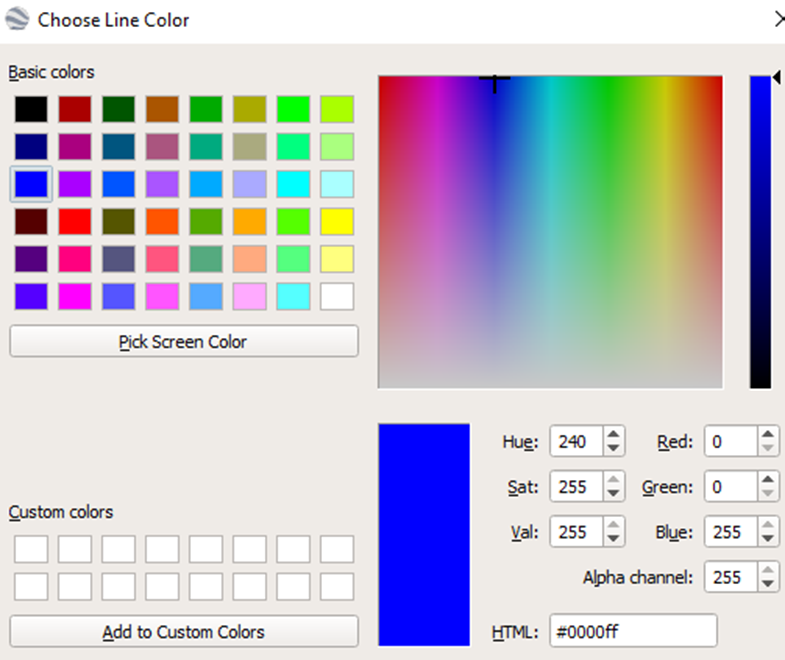 Choose Line Color
Basic colors
Pick Screen Color
Custom colors
Add to Custom Colors
Hue: 240 Red: 0
Sat: 255 Green: 0
Val: 255 Blue: 255
Alpha channel: 255
HTML: #0000ff